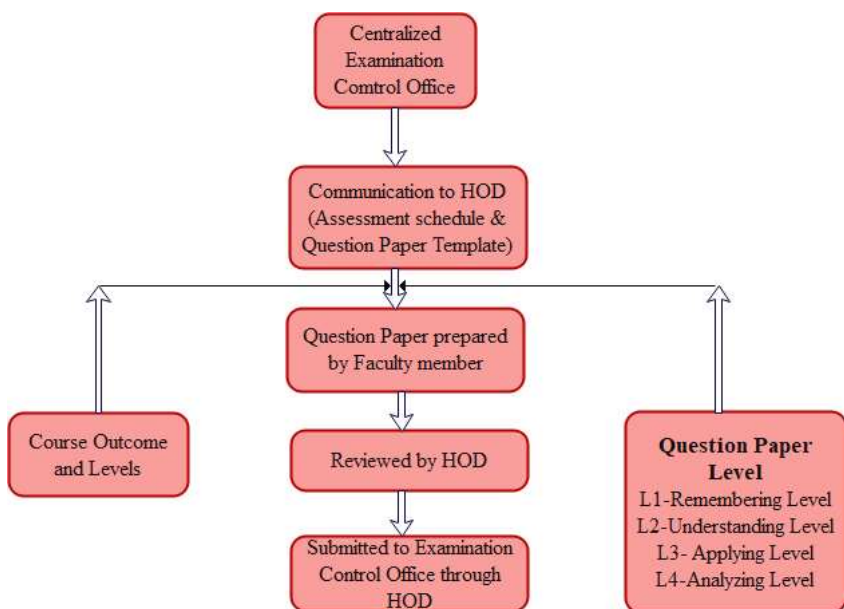 Centralized
Examination
Comtrol Office
Communication to HOD
(Assessment schedule &
Question Paper Template)
Question Paper prepared
by Faculty member
Course Outcome
and Levels
Reviewed by HOD
Question Paper
Level
L1-Remembering Level
L2-Understanding Level
L3- Applying Level
L4-Analyzing Level
Submitted to Examination
Control Office through
HOD